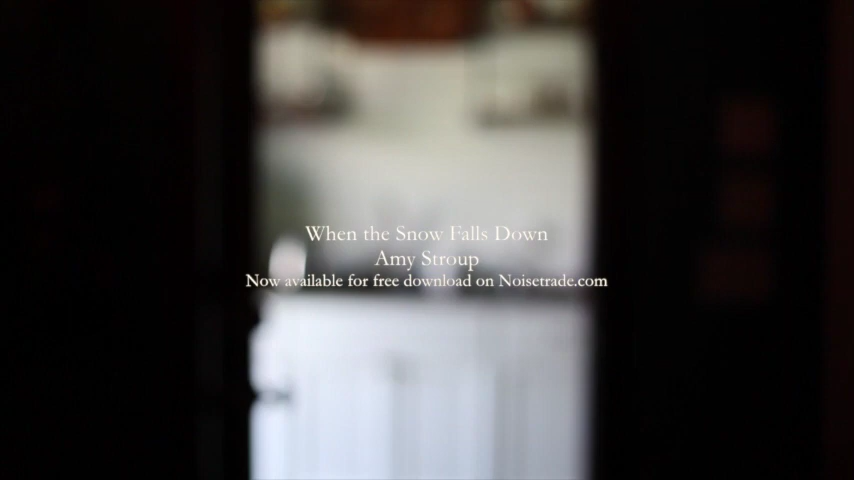 When the Snow Falls Down
Amy Stroup
Now available for free download on Noisetrade.com